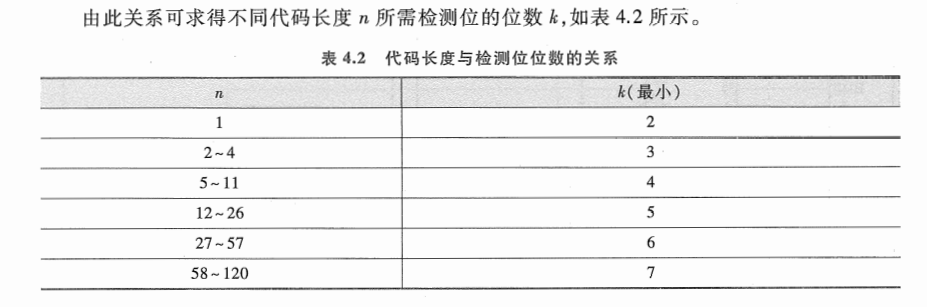 由此关系可求得不同代码长度 n 所需检测位的位数 k,如表 4.2 所示。
表 4.2 代码长度与检测位位数的关系
n k(最小)
1 2
2~4 3
5~11 4
12~26 5
27~57 6
58~120 7